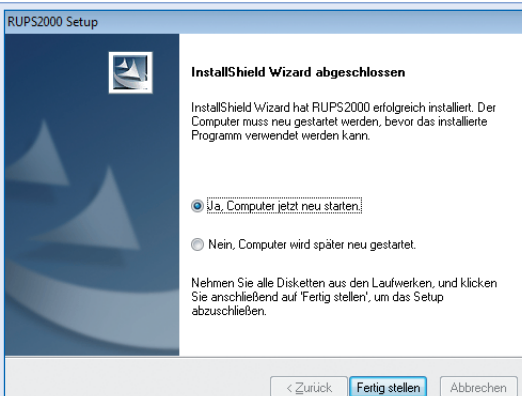 RUPS2000 Setup
InstallShield Wizard abgeschlossen
InstallShield Wizard hat RUPS2000 erfolgreich installiert. Der
Computer muss neu gestartet werden, bevor das installierte
Programm verwendet werden kann.
Ja, Computer jetzt neu starten.
Nein, Computer wird später neu gestartet.
Nehmen Sie alle Disketten aus den Laufwerken, und klicken
Sie anschließend auf 'Fertig stellen', um das Setup
abzuschließen.
< Zurück Fertig stellen Abbrechen